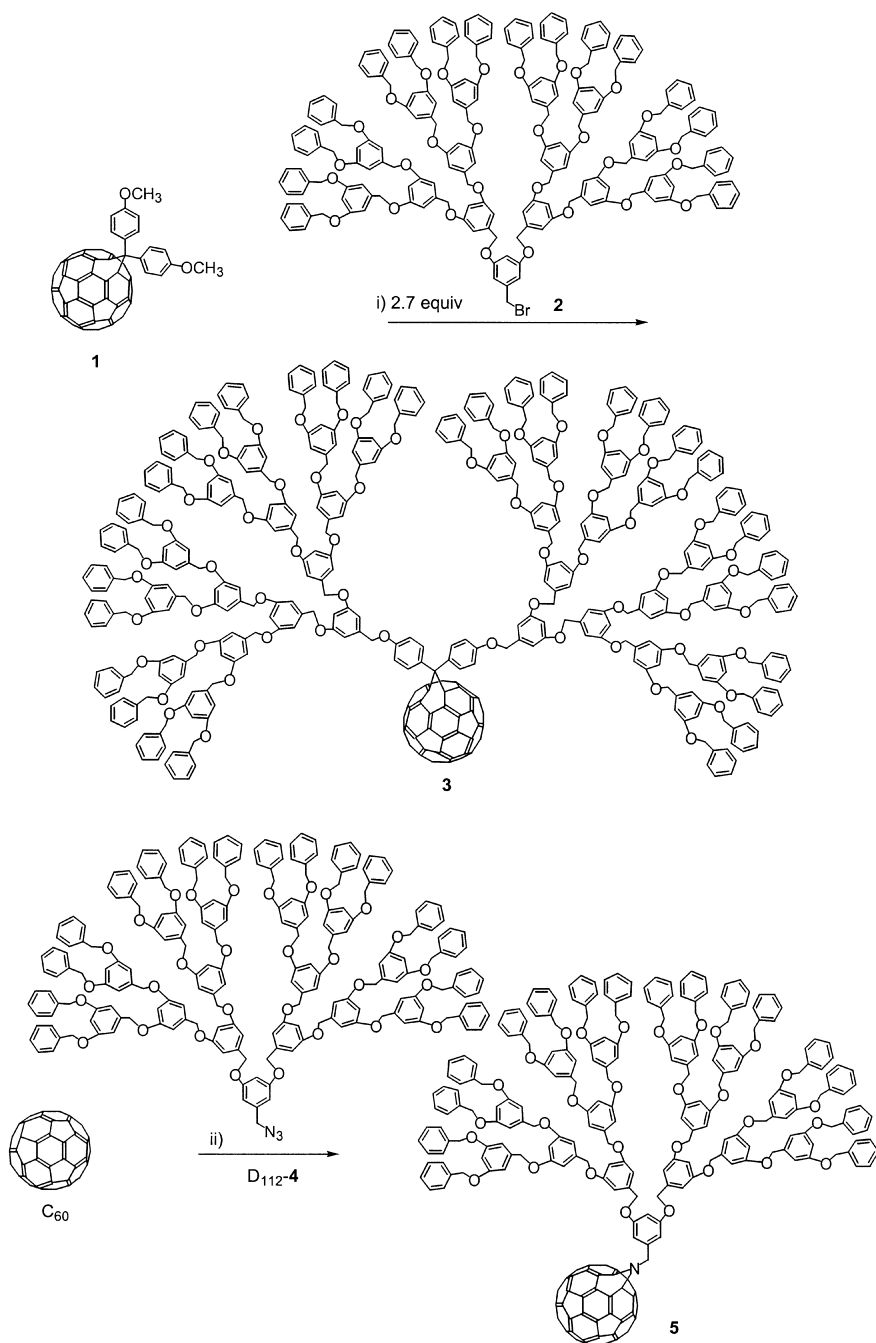 OCH₃
OCH₃
1
i) 2.7 equiv
Br
2
3
N₃
ii)
D₁₁₂-4
C₆₀
N
5